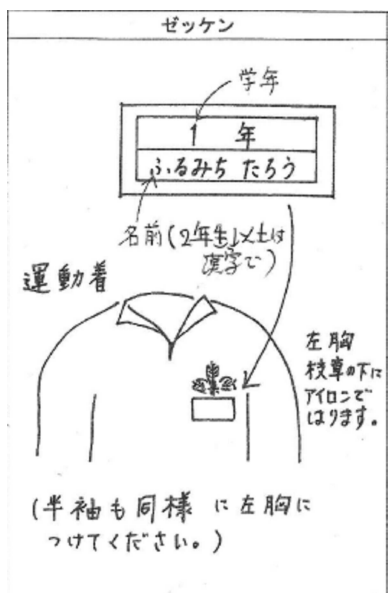 ゼッケン
学年
1 年
ふるみち たろう
名前(2年生以上は
漢字で)
運動着
左胸
校章の下に
アイロンで
はります。
(半袖も同様に左胸に
つけてください。)